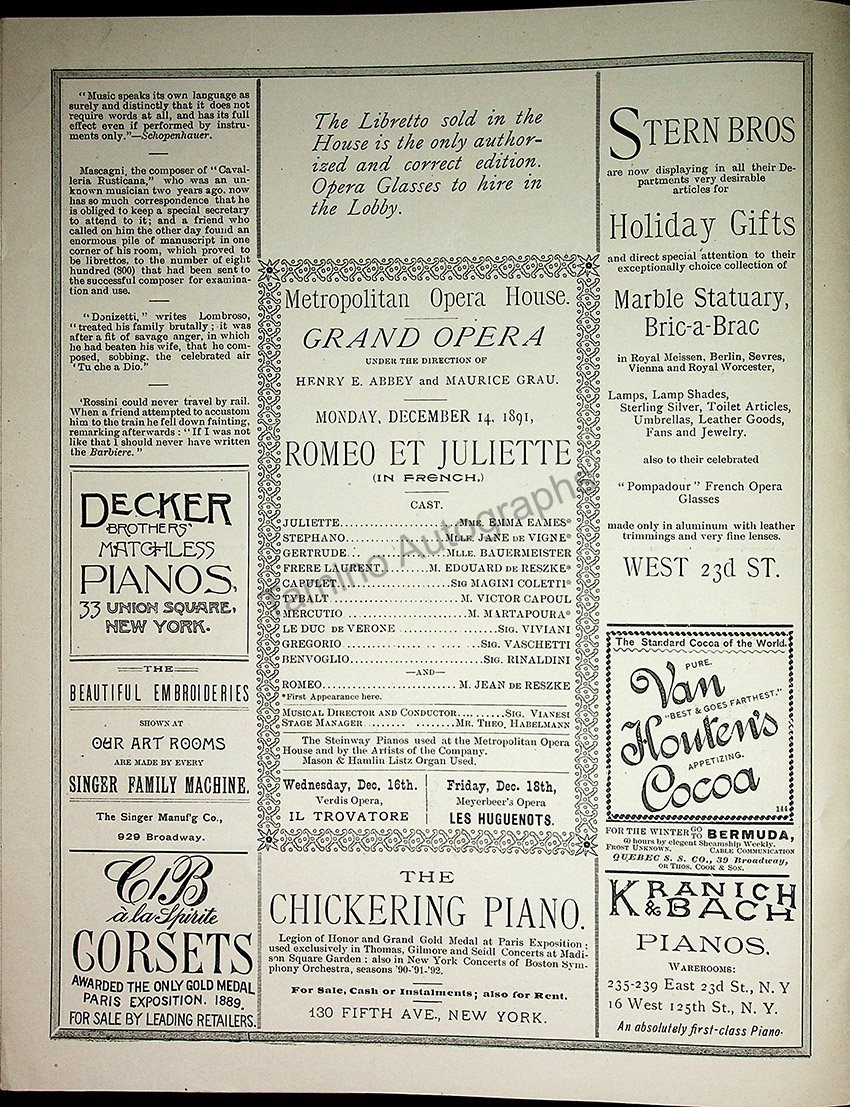 "Music speaks its own language as
surely and distinctly that it does not
require words at all, and has its full
effect even if performed by instru-
ments only."—Schopenhauer.
Mascagni, the composer of "Caval-
leria Rusticana," who was an un-
known musician two years ago, now
has so much correspondence that he
is obliged to keep a special secretary
to attend to it; and a friend who
called on him the other day found an
enormous pile of manuscript in one
corner of his room, which proved to
be librettos, to the number of eight
hundred (800) that had been sent to
the successful composer for examina-
tion and use.
"Donizetti," writes Lombroso,
"treated his family brutally; it was
after a fit of savage anger, in which
he had beaten his wife, that he com-
posed, sobbing, the celebrated air
'Tu che a Dio."
'Rossini could never travel by rail.
When a friend attempted to accustom
him to the train he fell down fainting,
remarking afterwards: "If I was not
like that I should never have written
the Barbiere."
DECKER
BROTHERS'
MATCHLESS
PIANOS,
33 UNION SQUARE,
NEW YORK.
THE
BEAUTIFUL EMBROIDERIES
SHOWN AT
OUR ART ROOMS
ARE MADE BY EVERY
SINGER FAMILY MACHINE.
The Singer Manuf'g Co.,
929 Broadway.
C/B
à la Spirite
CORSETS
AWARDED THE ONLY GOLD MEDAL
PARIS EXPOSITION. 1889.
FOR SALE BY LEADING RETAILERS.
The Libretto sold in the
House is the only author-
ized and correct edition.
Opera Glasses to hire in
the Lobby.
Metropolitan Opera House.
GRAND OPERA
UNDER THE DIRECTION OF
HENRY E. ABBEY and MAURICE GRAU.
MONDAY, DECEMBER 14, 1891,
ROMEO ET JULIETTE
(IN FRENCH,)
CAST.
JULIETTE......................MME. EMMA EAMES*
STEPHANO....................MLLE. JANE DE VIGNE*
GERTRUDE...................MLLE. BAUERMEISTER
FRERE LAURENT............M. EDOUARD DE RESZKE*
CAPULET....................SIG MAGINI COLETTI*
TYBALT......................M. VICTOR CAPOUL
MERCUTIO...................M. MARTAPOURA*
LE DUC DE VERONE...................SIG. VIVIANI
GREGORIO...................SIG. VASCHETTI
BENVOGLIO...................SIG. RINALDINI
—AND—
ROMEO......................M. JEAN DE RESZKE
*First Appearance here.
MUSICAL DIRECTOR AND CONDUCTOR..........SIG. VIANESI
STAGE MANAGER..................MR. THEO. HABELMANN
The Steinway Pianos used at the Metropolitan Opera
House and by the Artists of the Company.
Mason & Hamlin Listz Organ Used.
Wednesday, Dec. 16th.
Verdis Opera,
IL TROVATORE
Friday, Dec. 18th,
Meyerbeer's Opera
LES HUGUENOTS.
THE
CHICKERING PIANO.
Legion of Honor and Grand Gold Medal at Paris Exposition;
used exclusively in Thomas, Gilmore and Seidl Concerts at Madi-
son Square Garden; also in New York Concerts of Boston Sym-
phony Orchestra, seasons '90-'91-'92.
For Sale, Cash or Instalments; also for Rent.
130 FIFTH AVE., NEW YORK.
STERN BROS
are now displaying in all their De-
partments very desirable
articles for
Holiday Gifts
and direct special attention to their
exceptionally choice collection of
Marble Statuary,
Bric-a-Brac
in Royal Meissen, Berlin, Sevres,
Vienna and Royal Worcester,
Lamps, Lamp Shades,
Sterling Silver, Toilet Articles,
Umbrellas, Leather Goods,
Fans and Jewelry.
also to their celebrated
"Pompadour" French Opera
Glasses
made only in aluminum with leather
trimmings and very fine lenses.
WEST 23d ST.
The Standard Cocoa of the World.
PURE.
Van
"BEST & GOES FARTHEST."
Houten's
APPETIZING.
Cocoa
144
FOR THE WINTER GO TO BERMUDA,
60 hours by elegent Sheamship Weekly.
FROST UNKNOWN. CABLE COMMUNICATION
QUEBEC S. S. CO., 39 Broadway,
OR THOS. COOK & SON.
KRANICH
& BACH
PIANOS.
WAREROOMS:
235-239 East 23d St., N. Y
16 West 125th St., N. Y.
An absolutely first-class Piano.
Tamino Autographs